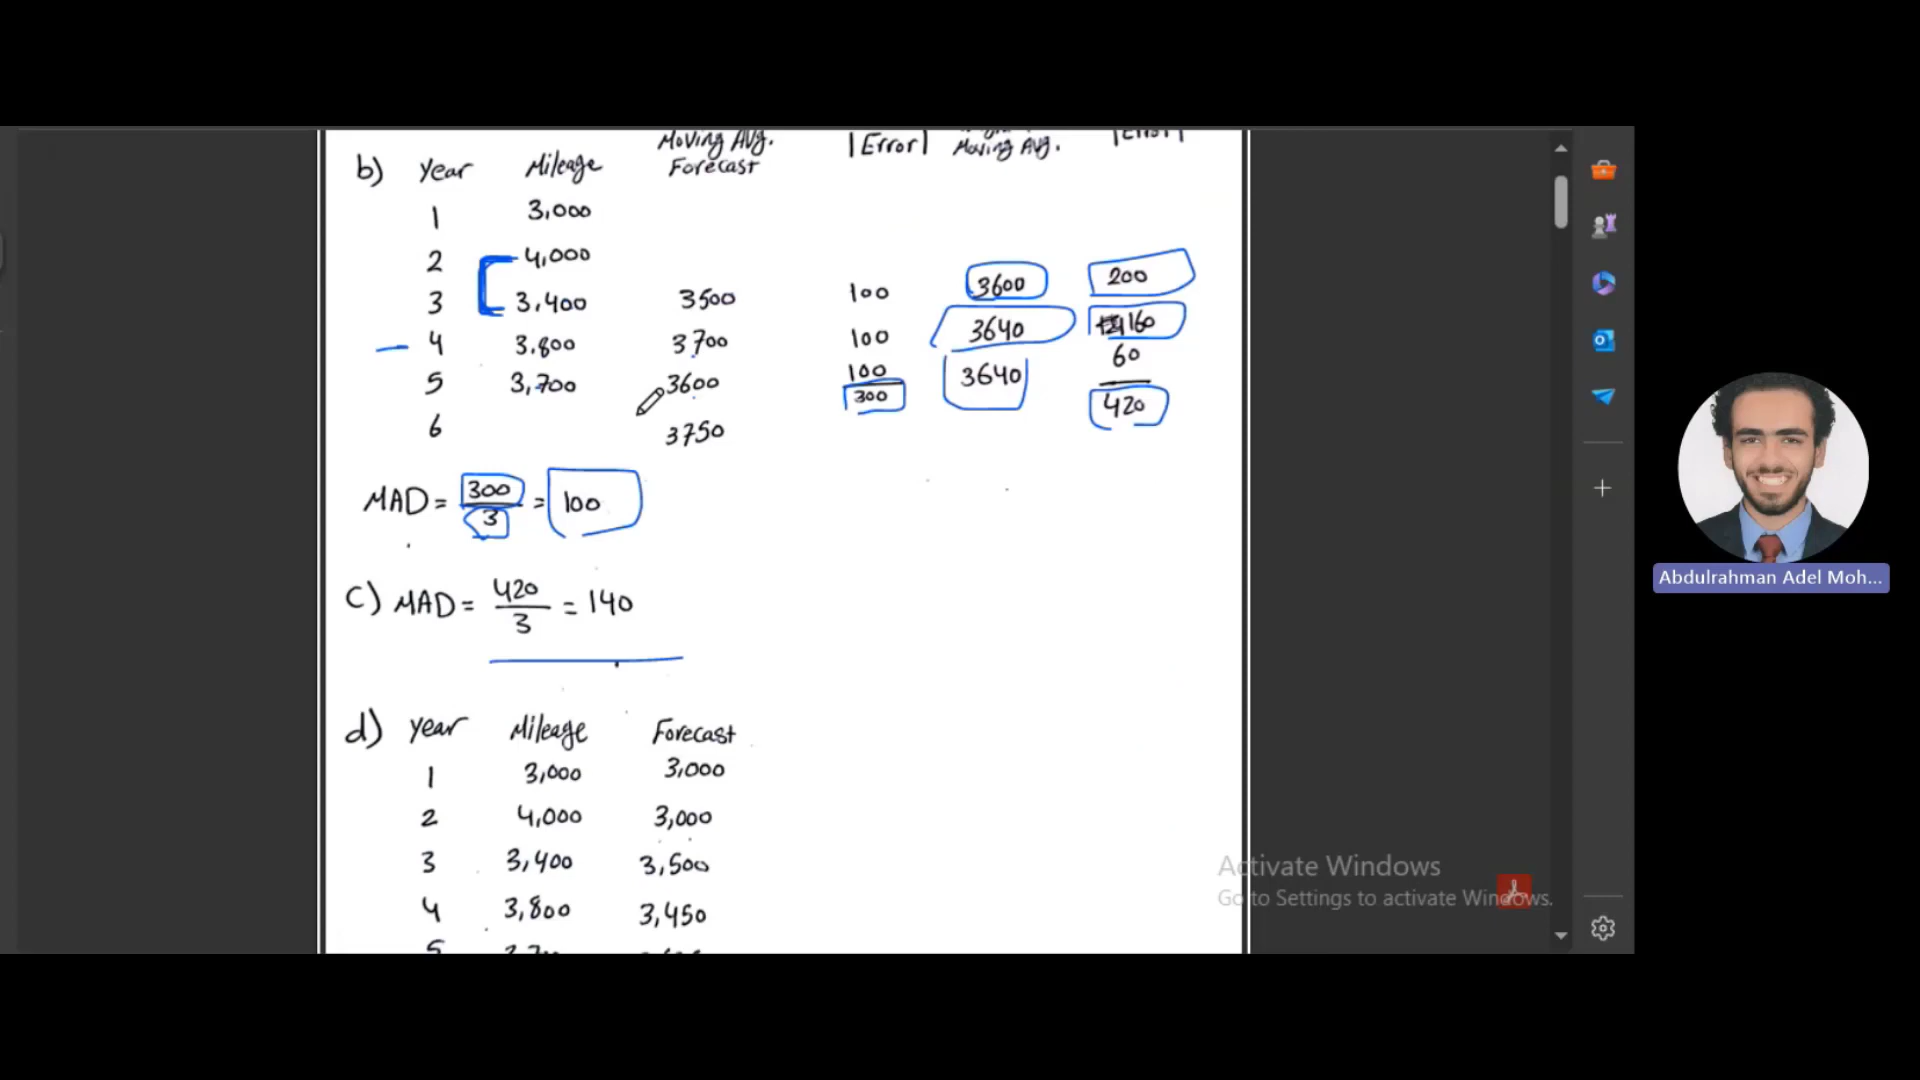 Moving Avg. |Error| Moving Avg. |Error|
b) Year Mileage Forecast
1 3,000
2 4,000
3 3,400 3500 100 3600 200
4 3.800 3700 100 3640 160
5 3,700 3600 100 3640 60
300 420
6 3750
MAD = 300/3 = 100
C) MAD = 420/3 = 140
d) Year Mileage Forecast
1 3,000 3,000
2 4,000 3,000
3 3,400 3,500
4 3,800 3,450
Activate Windows
Go to Settings to activate Windows.
Abdulrahman Adel Moh...